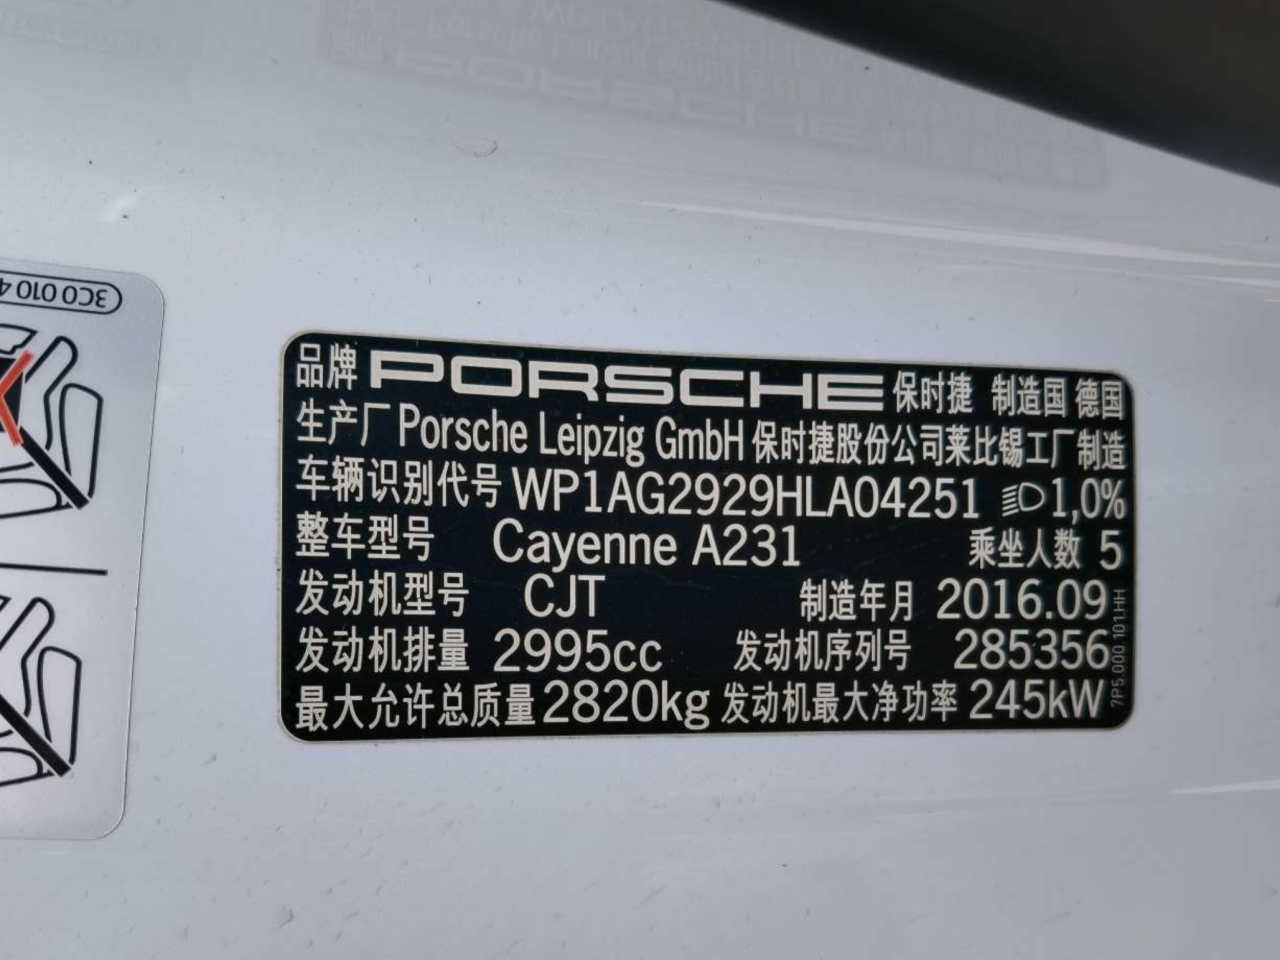 3C0 010 4
品牌 PORSCHE 保时捷 制造国 德国
生产厂 Porsche Leipzig GmbH 保时捷股份公司莱比锡工厂 制造
车辆识别代号 WP1AG2929HLA04251 1,0%
整车型号 Cayenne A231 乘坐人数 5
发动机型号 CJT 制造年月 2016.09
发动机排量 2995cc 发动机序列号 285356
最大允许总质量 2820kg 发动机最大净功率 245kW
7P5 000 101.HH